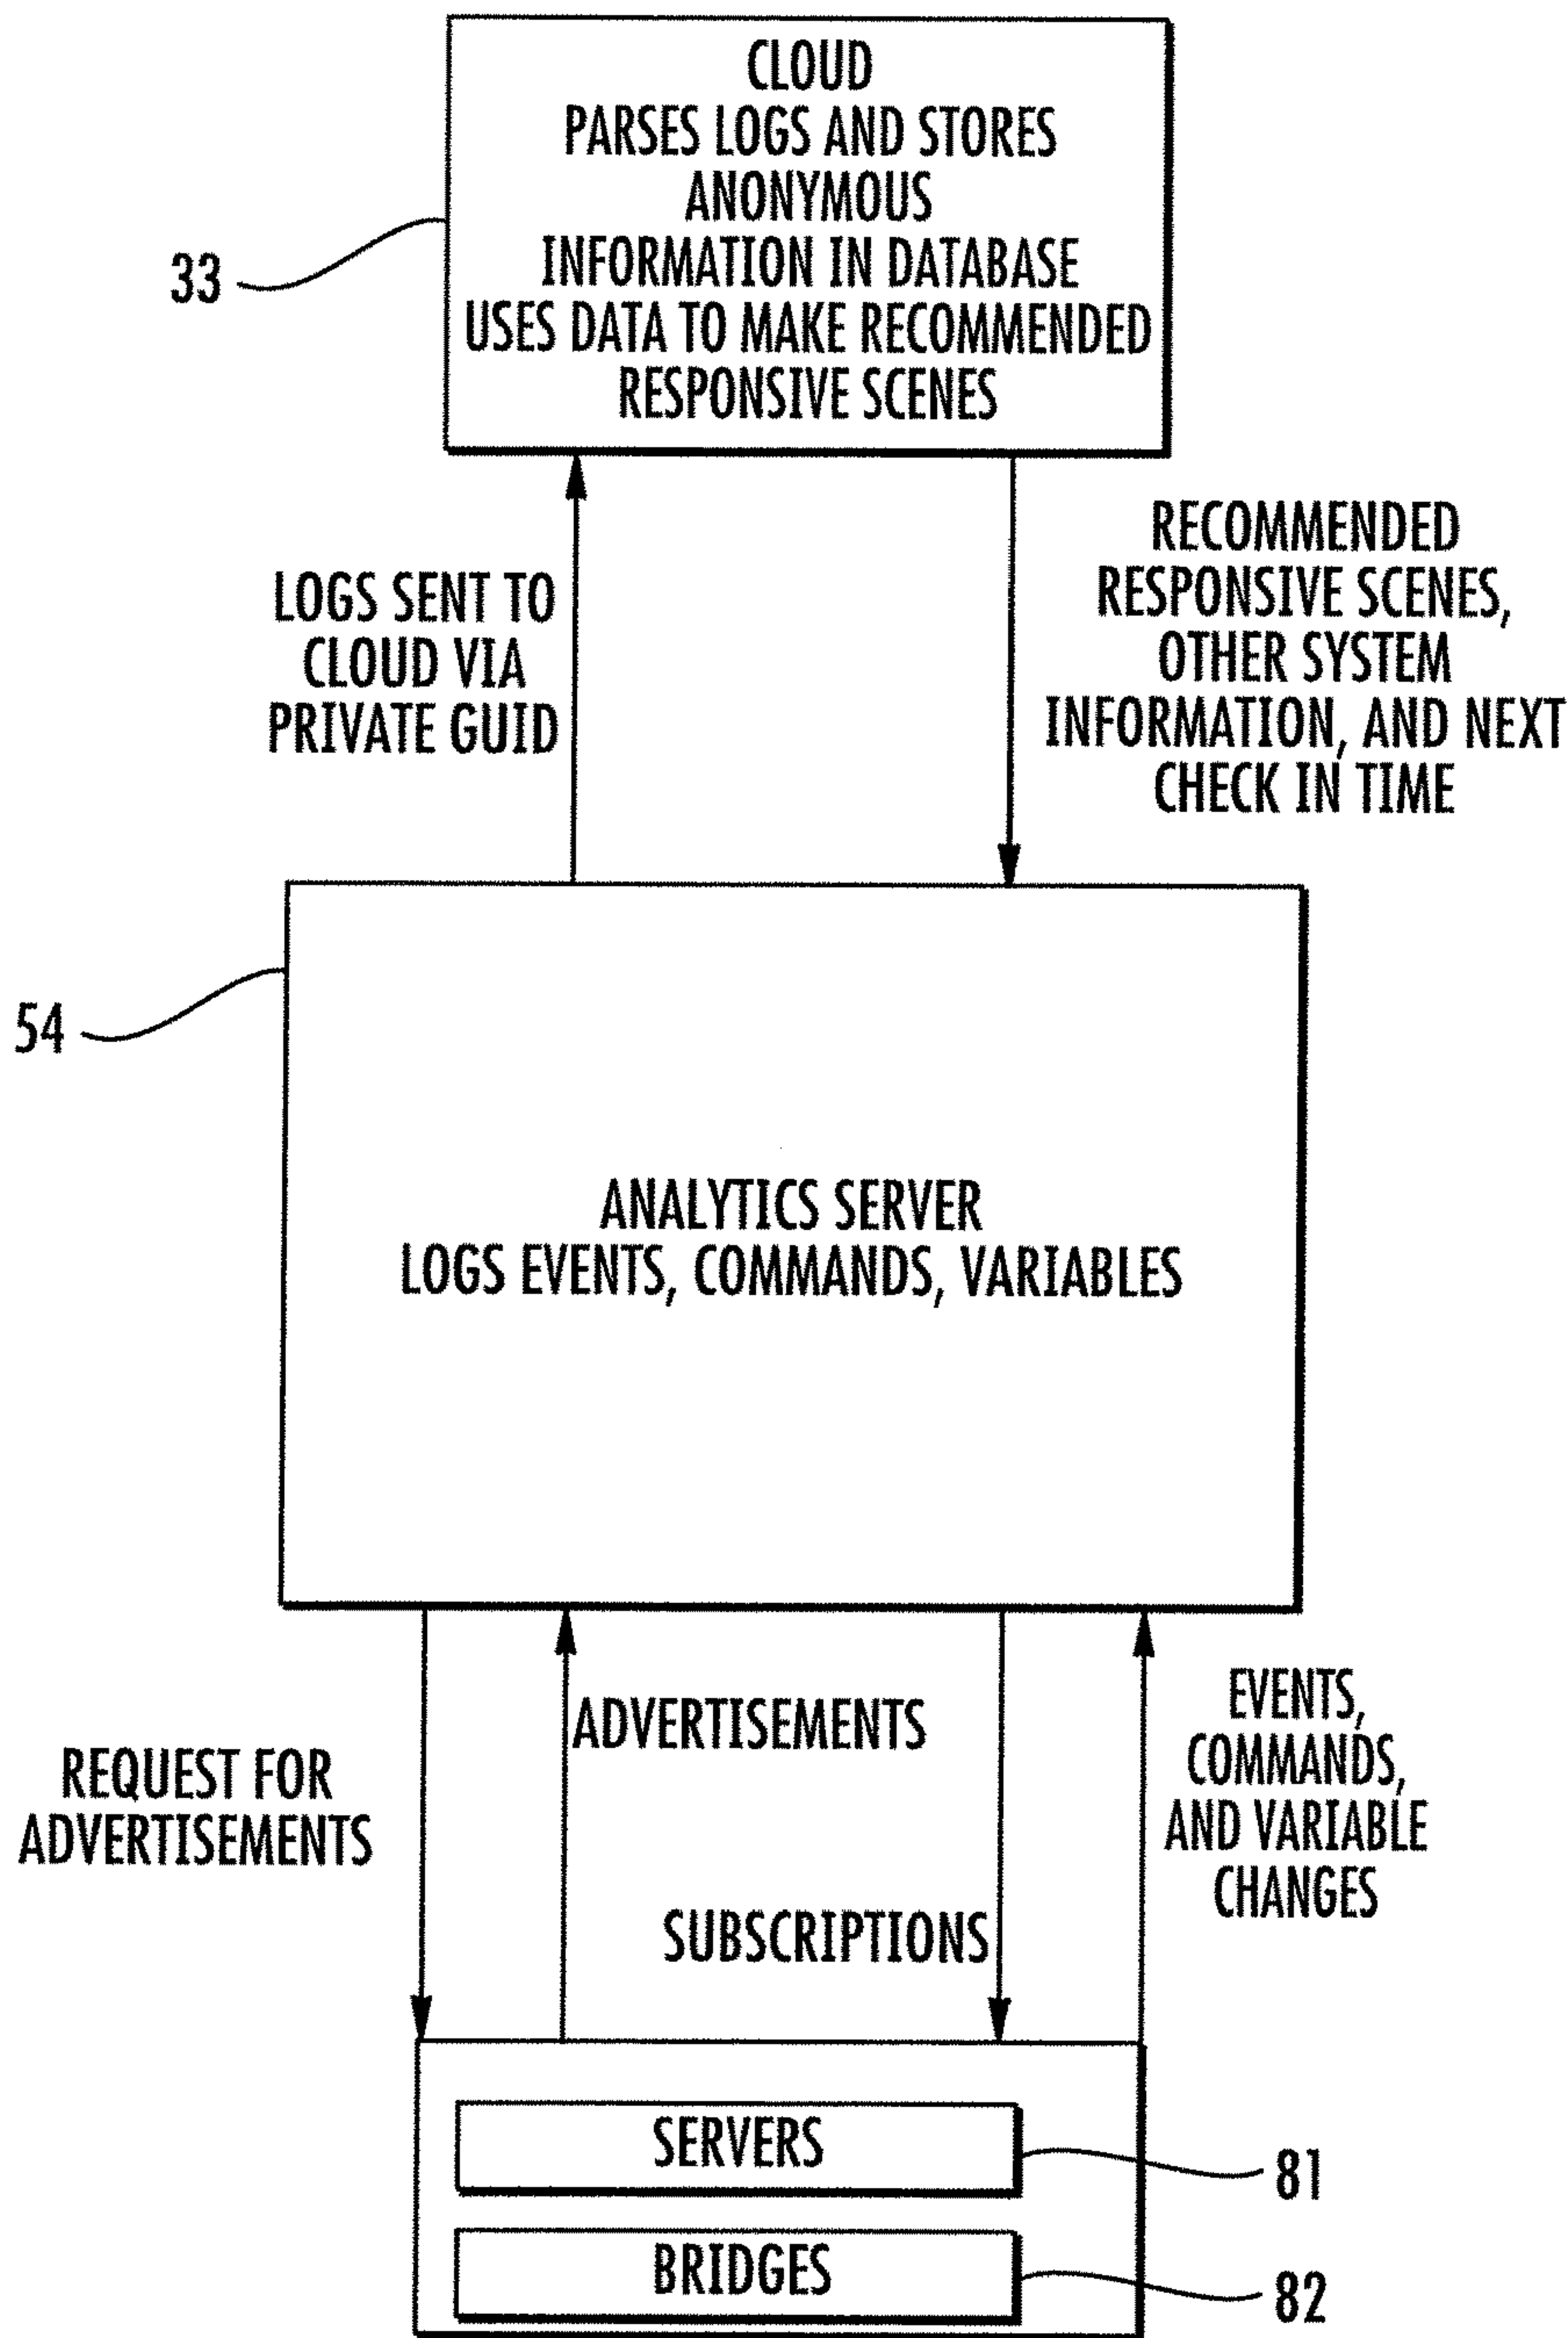 CLOUD
PARSES LOGS AND STORES
ANONYMOUS
INFORMATION IN DATABASE
USES DATA TO MAKE RECOMMENDED
RESPONSIVE SCENES
33
LOGS SENT TO
CLOUD VIA
PRIVATE GUID
RECOMMENDED
RESPONSIVE SCENES,
OTHER SYSTEM
INFORMATION, AND NEXT
CHECK IN TIME
54
ANALYTICS SERVER
LOGS EVENTS, COMMANDS, VARIABLES
REQUEST FOR
ADVERTISEMENTS
ADVERTISEMENTS
SUBSCRIPTIONS
EVENTS,
COMMANDS,
AND VARIABLE
CHANGES
SERVERS
81
BRIDGES
82